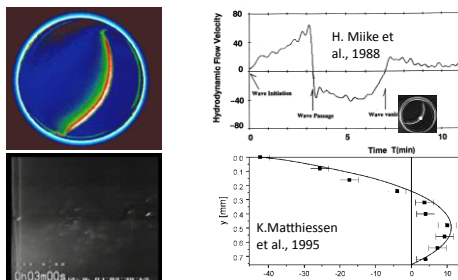 Hydrodynamic Flow Velocity
80
40
0
-40
-80
H. Miike et
al., 1988
Wave Initiation
Wave Passage
0
5
10
Time T(min)
0h03m00s
y [mm]
0.0
0.1
0.2
0.3
0.4
0.5
0.6
0.7
K.Matthiessen
et al., 1995
-40
-30
-20
-10
0
10